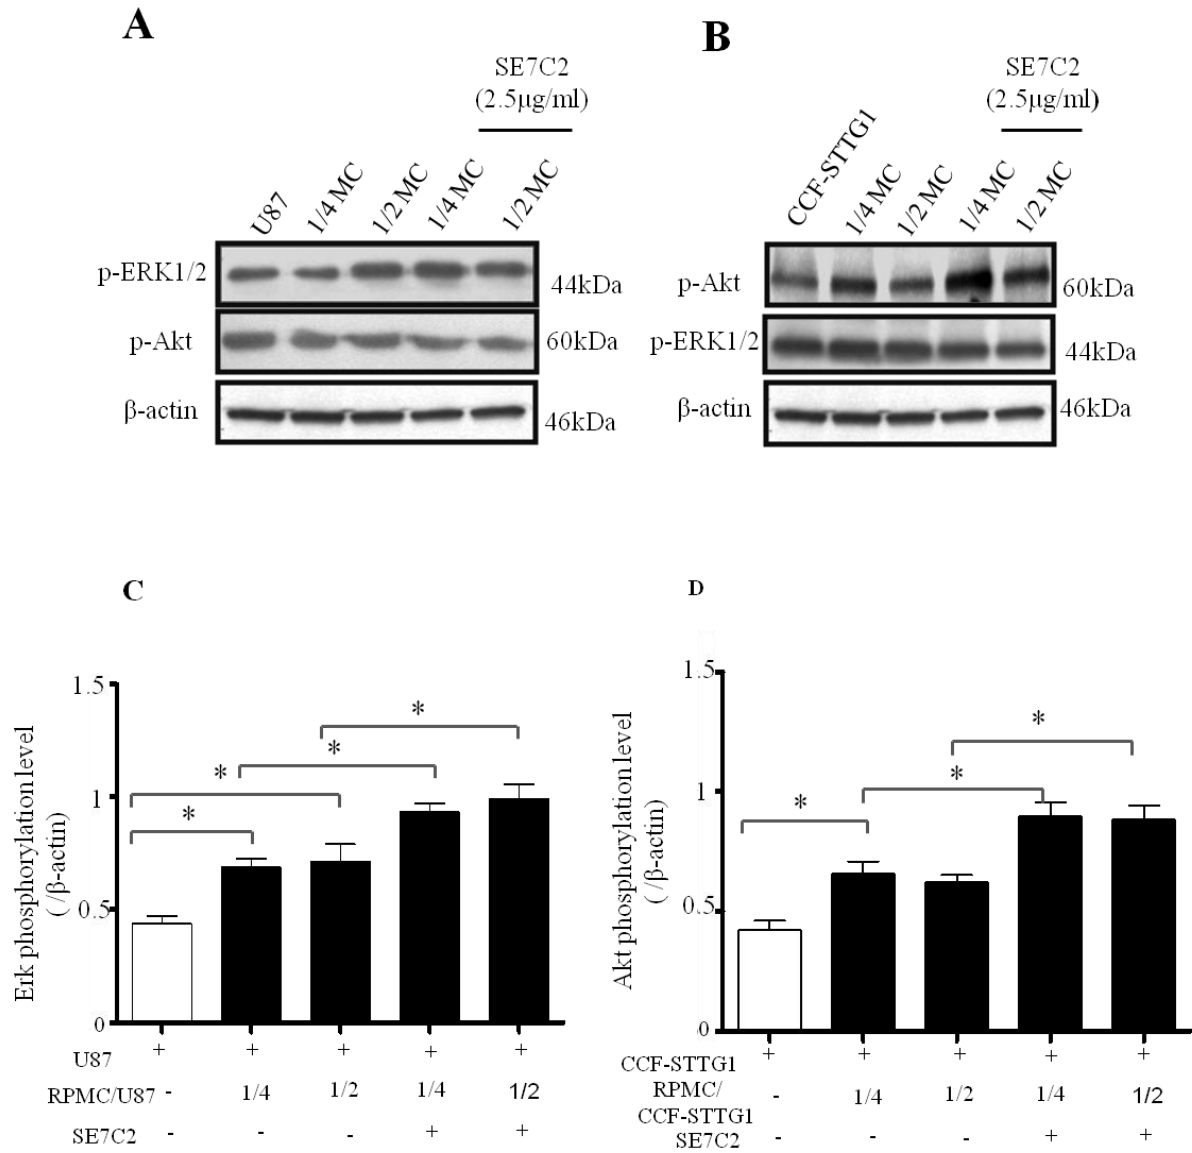 A
B
SE7C2
(2.5µg/ml)
SE7C2
(2.5µg/ml)
U87
1/4 MC
1/2 MC
1/4 MC
1/2 MC
CCF-STTG1
1/4 MC
1/2 MC
1/4 MC
1/2 MC
p-ERK1/2
44kDa
p-Akt
60kDa
β-actin
46kDa
p-Akt
60kDa
p-ERK1/2
44kDa
β-actin
46kDa
C
D
Erk phosphorylation level
( /β-actin)
1.5
1
0.5
0
*
*
*
*
U87 + + + + +
RPMC/U87 - 1/4 1/2 1/4 1/2
SE7C2 - - - + +
Akt phosphorylation level
( /β-actin)
1.5
1
0.5
0
*
*
*
CCF-STTG1 + + + + +
RPMC/
CCF-STTG1 - 1/4 1/2 1/4 1/2
SE7C2 - - - + +